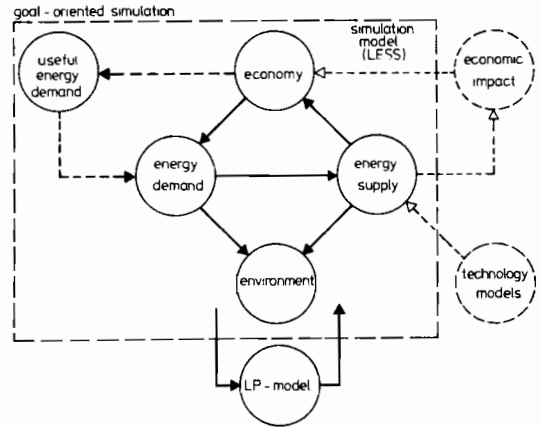 goal - oriented simulation
useful
energy
demand
economy
simulation
model
(LESS)
economic
impact
energy
demand
energy
supply
environment
technology
models
LP - model